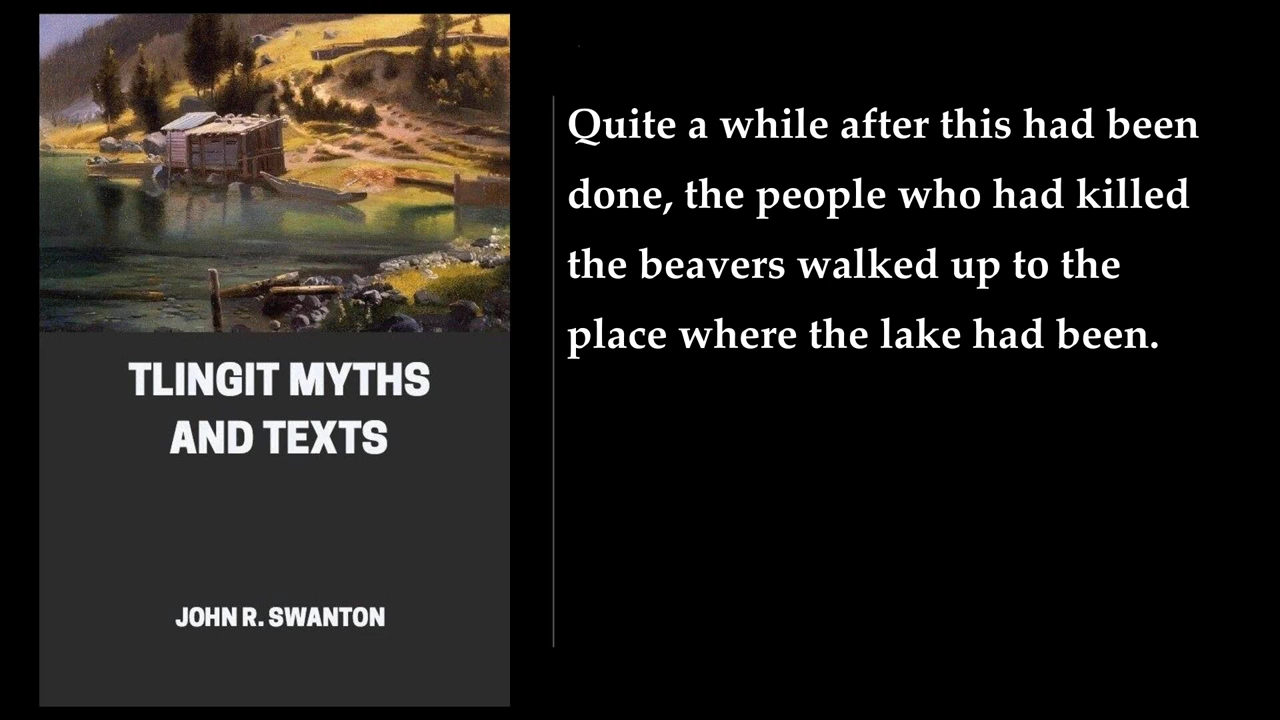 TLINGIT MYTHS
AND TEXTS
JOHN R. SWANTON
Quite a while after this had been
done, the people who had killed
the beavers walked up to the
place where the lake had been.